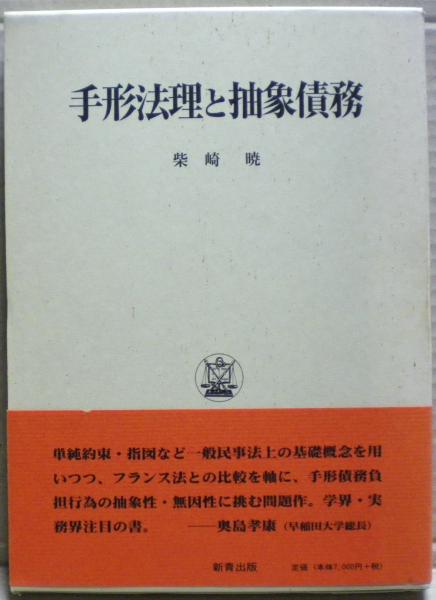 手形法理と抽象債務
柴崎 暁
単純約束・指図など一般民事法上の基礎概念を用
いつつ、フランス法との比較を軸に、手形債務負
担行為の抽象性・無因性に挑む問題作。学界・実
務界注目の書。 ――奥島孝康（早稲田大学総長）
新青出版 定価（本体7,000円+税）